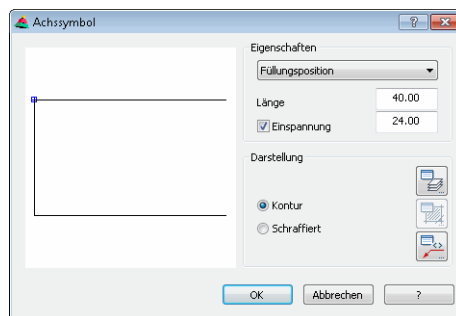 Achssymbol
?
Eigenschaften
Füllungsposition
Länge
40.00
Einspannung
24.00
Darstellung
Kontur
Schraffiert
OK
Abbrechen
?